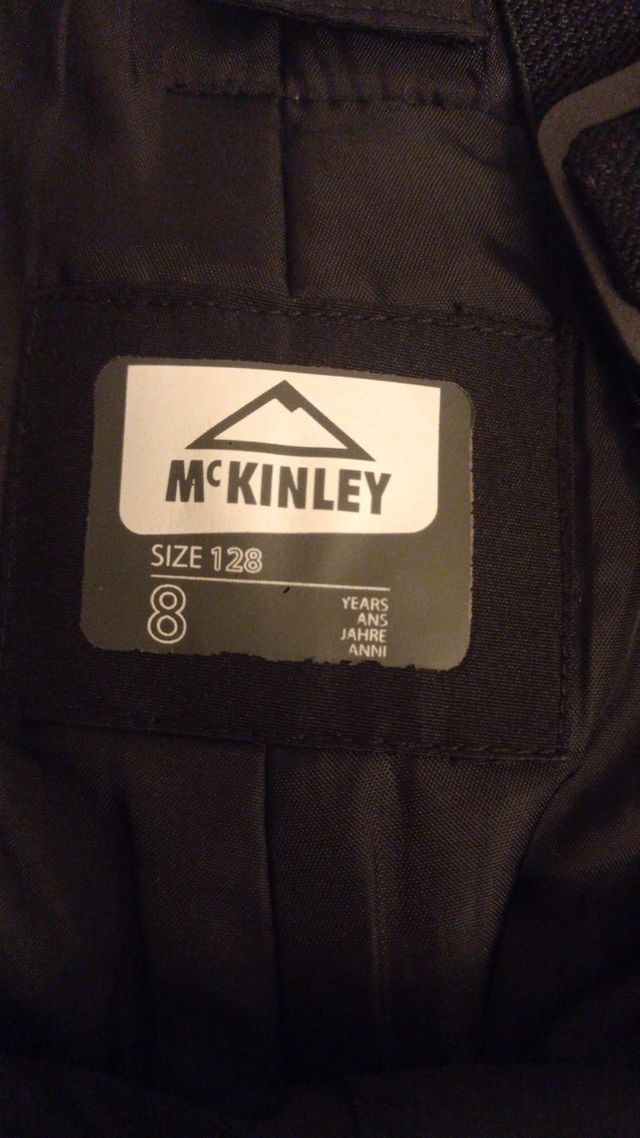 McKINLEY
SIZE 128
8
YEARS
ANS
JAHRE
ANNI